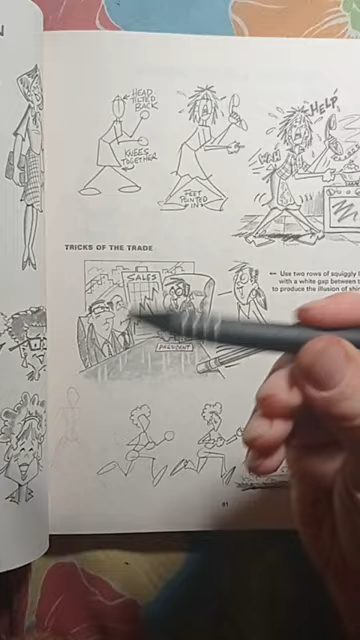 N
HEAD
TILTED
BACK
KNEES
TOGETHER
FEET
POINTED
IN
HELP
TRICKS OF THE TRADE
SALES
PRESIDENT
← Use two rows of squiggly
with a white gap between
to produce the illusion of